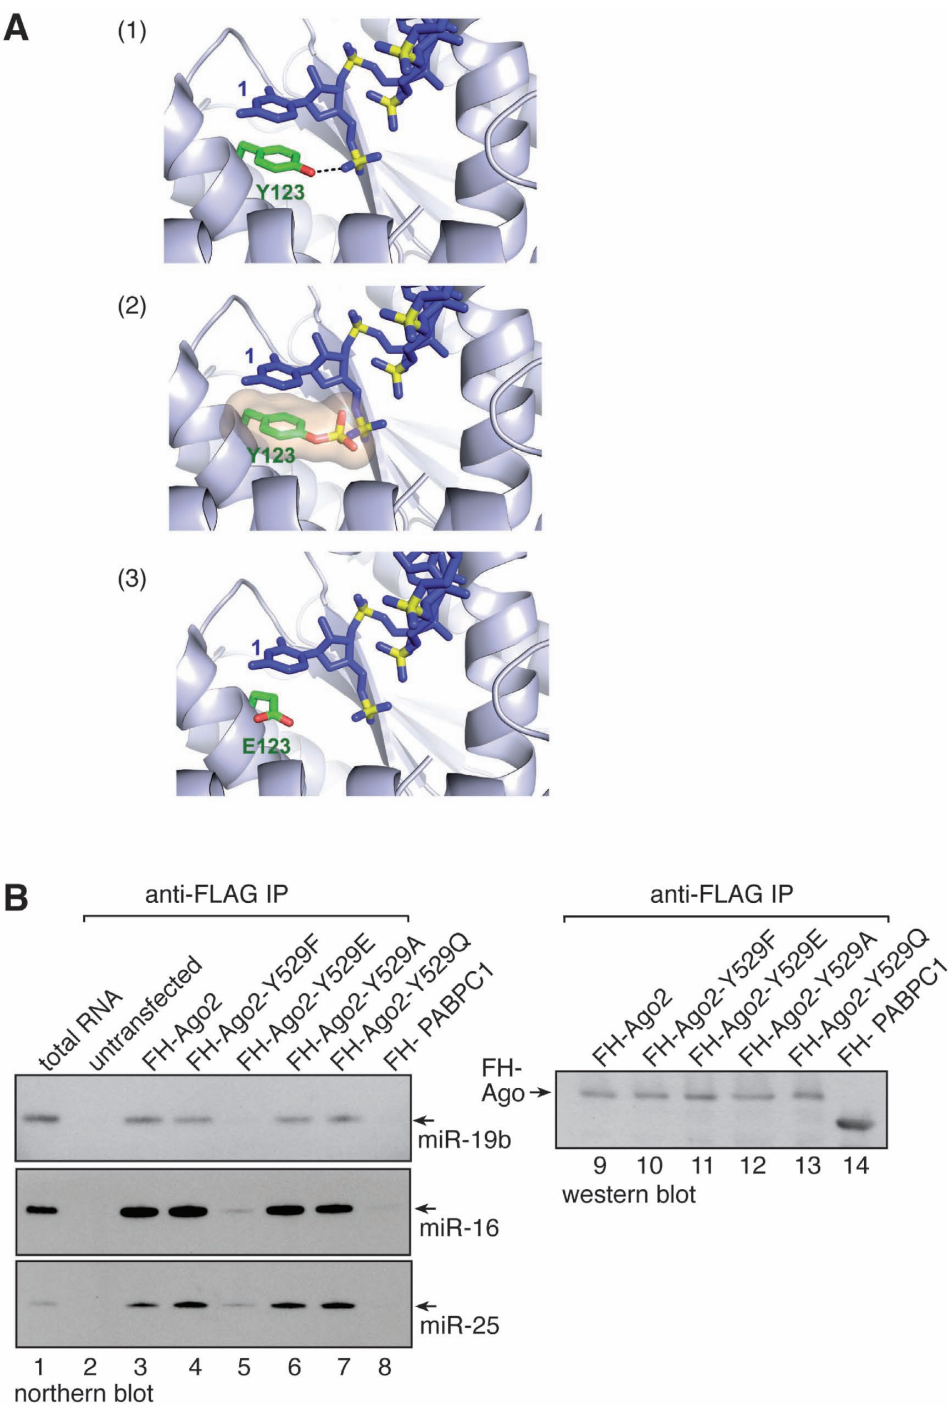 A
(1)
1
Y123
(2)
1
Y123
(3)
1
E123
B
anti-FLAG IP
total RNA
untransfected
FH-Ago2
FH-Ago2-Y529F
FH-Ago2-Y529E
FH-Ago2-Y529A
FH-Ago2-Y529Q
FH- PABPC1
miR-19b
miR-16
miR-25
1 2 3 4 5 6 7 8
northern blot
anti-FLAG IP
FH-Ago2
FH-Ago2-Y529F
FH-Ago2-Y529E
FH-Ago2-Y529A
FH-Ago2-Y529Q
FH- PABPC1
FH-
Ago
9 10 11 12 13 14
western blot